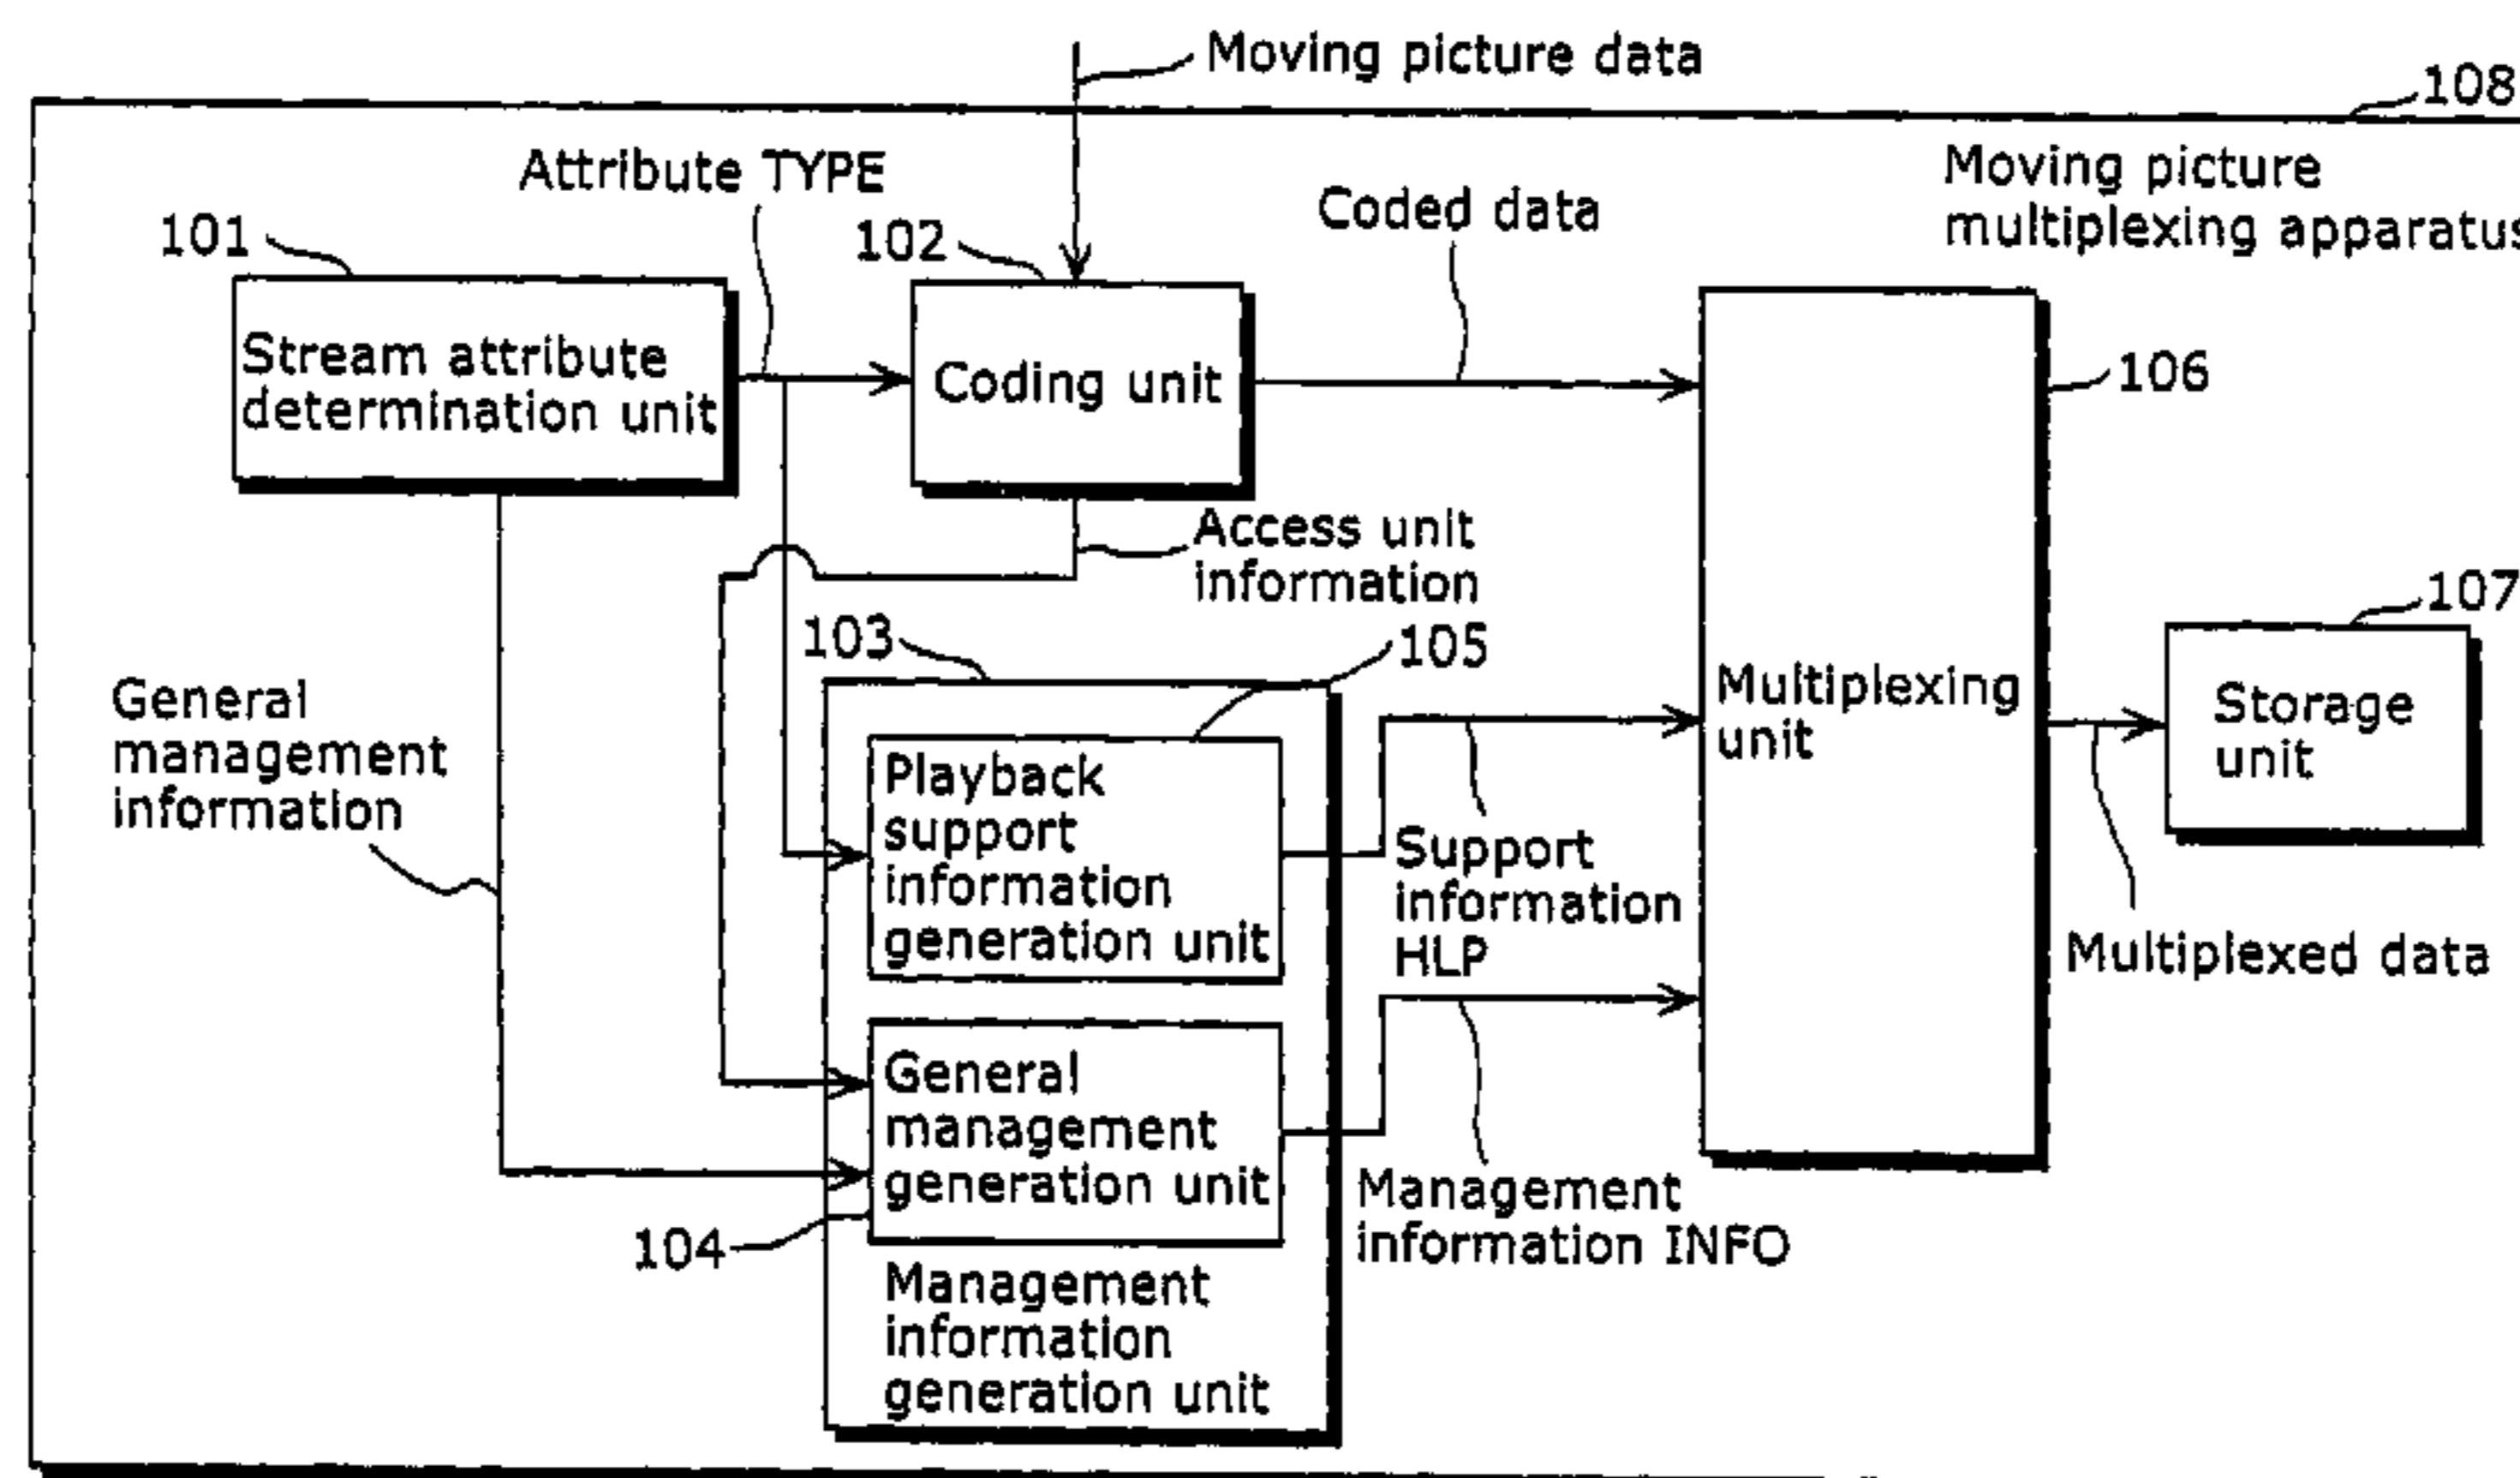 Moving picture data
108
Attribute TYPE
Moving picture
multiplexing apparatus
Coded data
101
102
Stream attribute
determination unit
Coding unit
106
Access unit
information
103
105
107
General
management
information
Playback
support
information
generation unit
Multiplexing
unit
Storage
unit
Support
information
HLP
Multiplexed data
General
management
generation unit
104
Management
information INFO
Management
information
generation unit